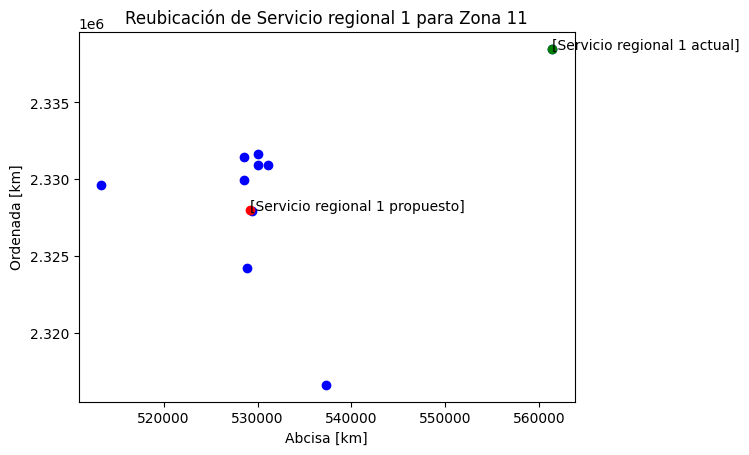 Reubicación de Servicio regional 1 para Zona 11
1e6
[Servicio regional 1 actual]
2.335
2.330
[Servicio regional 1 propuesto]
2.325
2.320
Ordenada [km]
520000 530000 540000 550000 560000
Abcisa [km]